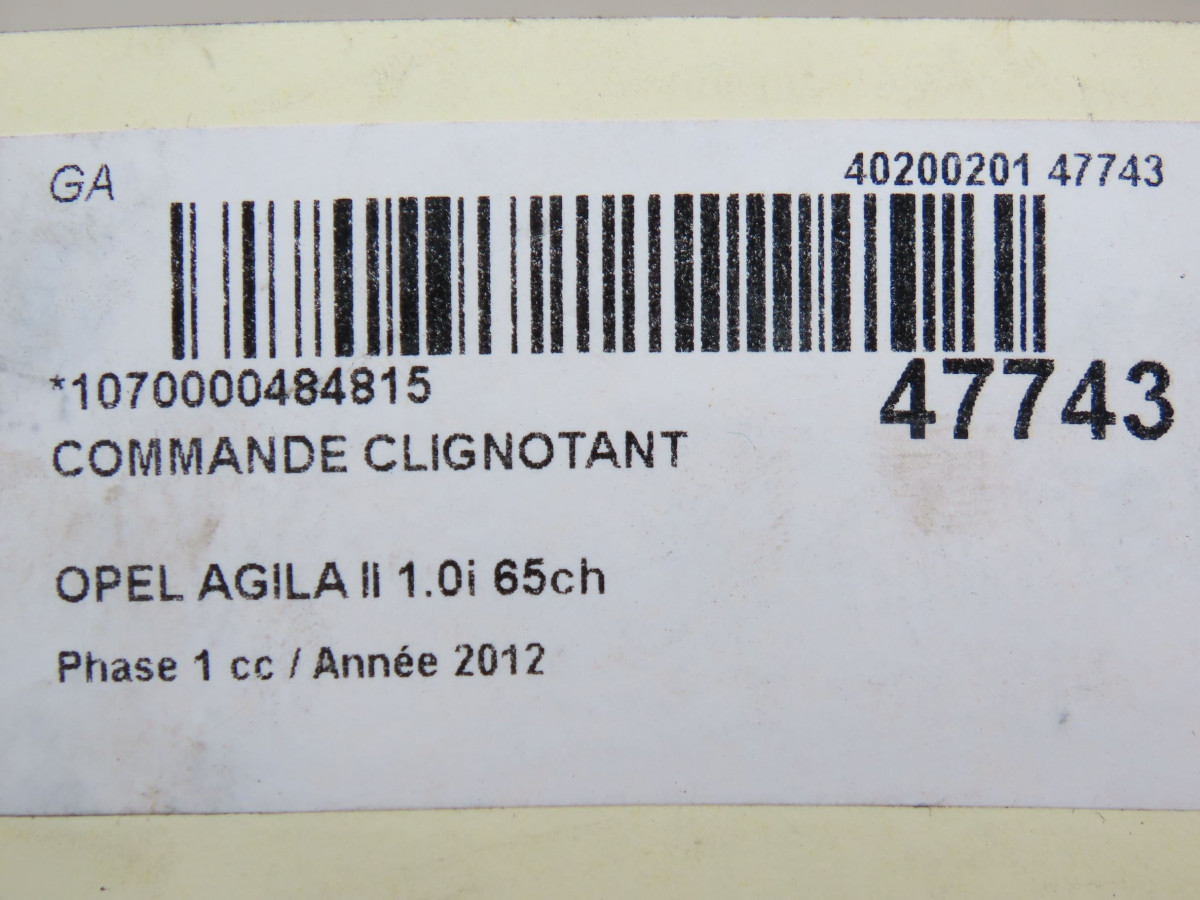 GA
40200201 47743
*1070000484815
47743
COMMANDE CLIGNOTANT
OPEL AGILA II 1.0i 65ch
Phase 1 cc / Année 2012